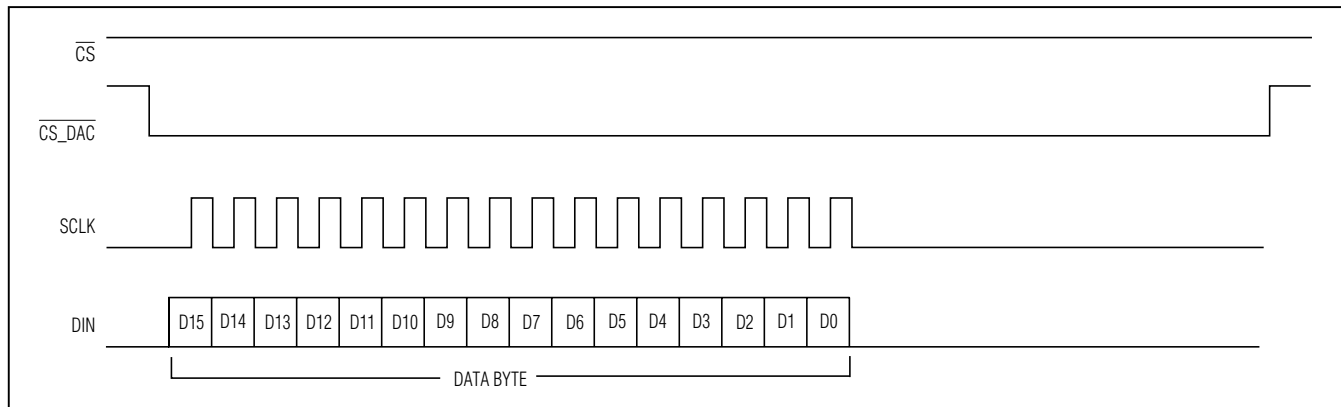 CS
CS_DAC
SCLK
DIN
D15 D14 D13 D12 D11 D10 D9 D8 D7 D6 D5 D4 D3 D2 D1 D0
DATA BYTE